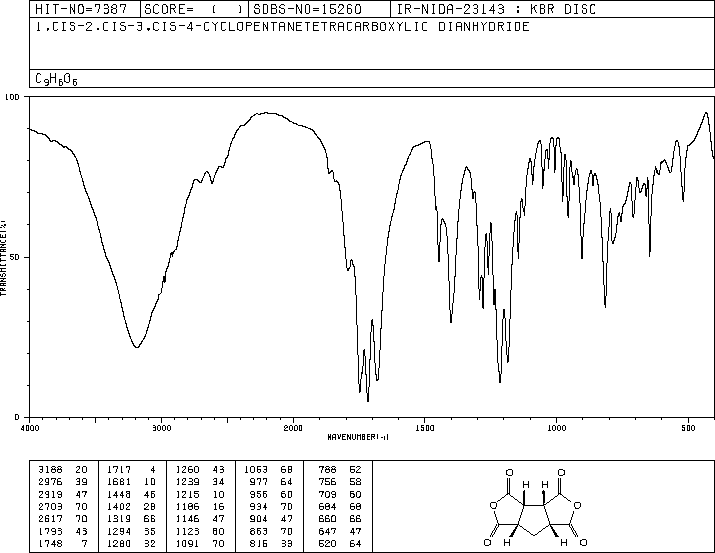 HIT-NO=7387 SCORE= ( ) SDBS-NO=15260 IR-NIDA-23143 : KBR DISC
1,CIS-2,CIS-3,CIS-4-CYCLOPENTANETETRACARBOXYLIC DIANHYDRIDE
C9H6O6
100
TRANSMITTANCE(%)
50
0
4000 3000 2000 1500 1000 500
WAVENUMBER(-1)
3188 20 1717 4 1260 43 1053 68 788 52
2976 39 1681 10 1239 34 977 64 756 58
2919 47 1448 46 1215 10 956 60 709 60
2703 70 1402 28 1186 16 934 70 684 68
2617 70 1319 66 1146 47 904 47 660 66
1793 43 1294 35 1123 60 863 70 647 47
1748 7 1280 32 1091 70 816 33 520 64
O O
H H
O O
O H H O